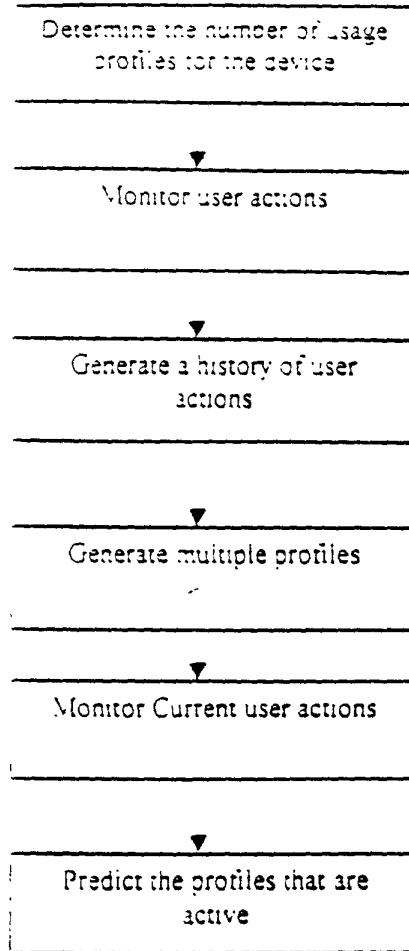 Determine the number of usage
profiles for the device
Monitor user actions
Generate a history of user
actions
Generate multiple profiles
Monitor Current user actions
Predict the profiles that are
active